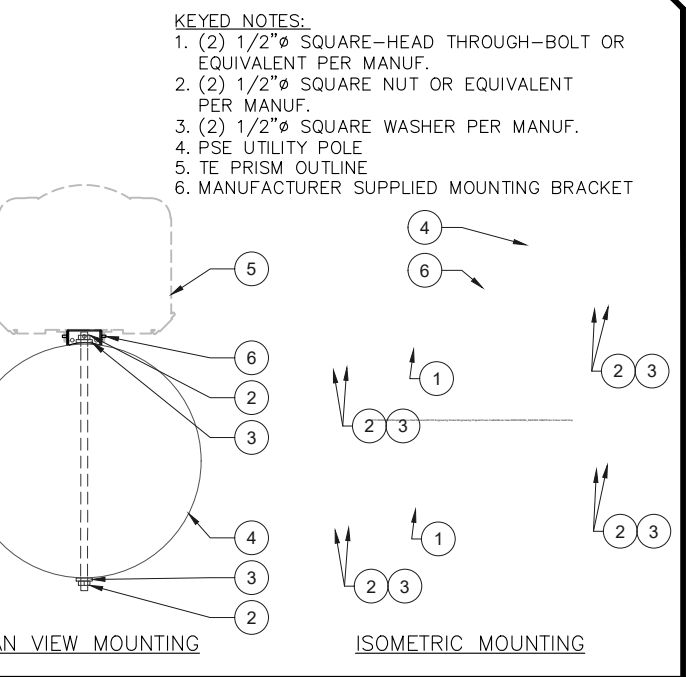 KEYED NOTES:
1. (2) 1/2"ø SQUARE-HEAD THROUGH-BOLT OR
EQUIVALENT PER MANUF.
2. (2) 1/2"ø SQUARE NUT OR EQUIVALENT
PER MANUF.
3. (2) 1/2"ø SQUARE WASHER PER MANUF.
4. PSE UTILITY POLE
5. TE PRISM OUTLINE
6. MANUFACTURER SUPPLIED MOUNTING BRACKET
5
6
2
3
4
3
2
AN VIEW MOUNTING
4
6
1
2 3
2 3
1
2 3
2 3
ISOMETRIC MOUNTING